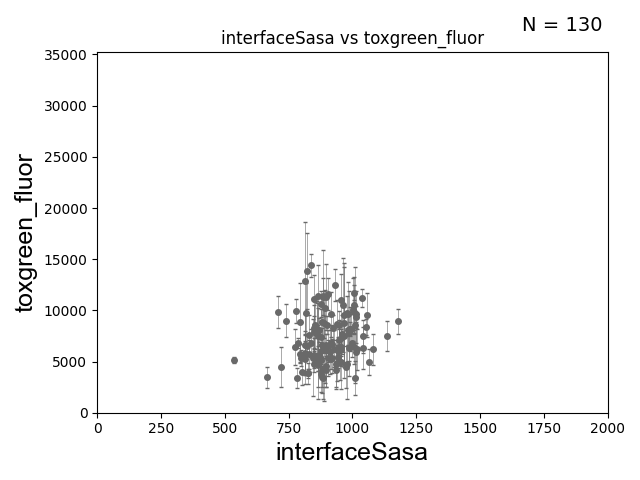 N = 130
interfaceSasa vs toxgreen_fluor
35000
30000
25000
20000
15000
10000
5000
0
toxgreen_fluor
0 250 500 750 1000 1250 1500 1750 2000
interfaceSasa